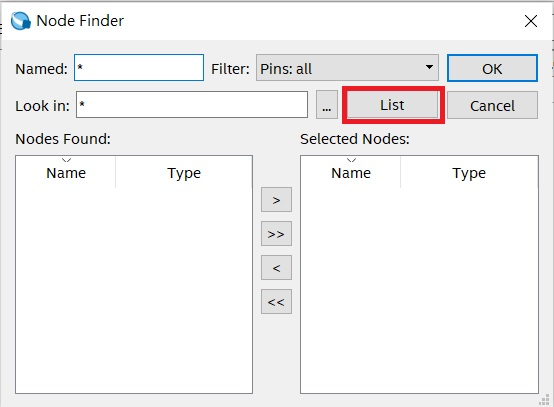 Node Finder
Named: * Filter: Pins: all OK
Look in: * ... List Cancel
Nodes Found: Selected Nodes:
Name Type Name Type
>
>>
<
<<